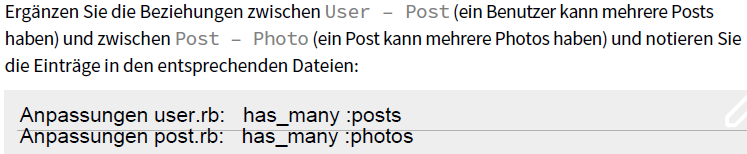 Ergänzen Sie die Beziehungen zwischen User – Post (ein Benutzer kann mehrere Posts
haben) und zwischen Post – Photo (ein Post kann mehrere Photos haben) und notieren Sie
die Einträge in den entsprechenden Dateien:
Anpassungen user.rb: has_many :posts
Anpassungen post.rb: has_many :photos